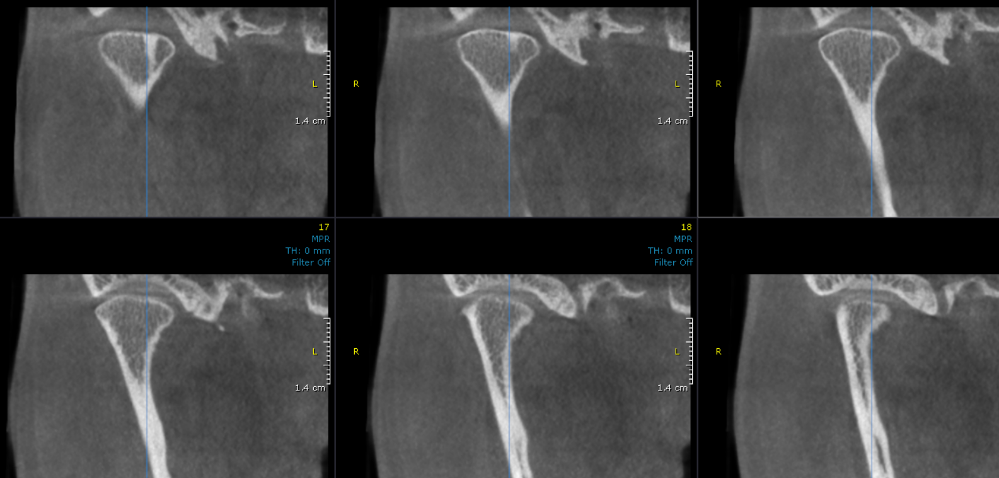 L
1.4 cm
R
L
1.4 cm
R
17
MPR
TH: 0 mm
Filter Off
18
MPR
TH: 0 mm
Filter Off
L
1.4 cm
R
L
1.4 cm
R